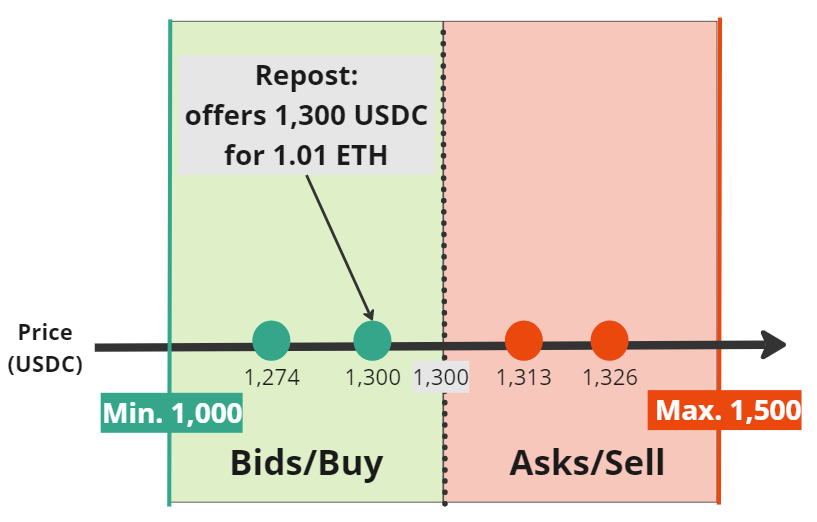 Repost:
offers 1,300 USDC
for 1.01 ETH
Price
(USDC)
1,274
1,300
1,300
1,313
1,326
Min. 1,000
Max. 1,500
Bids/Buy
Asks/Sell